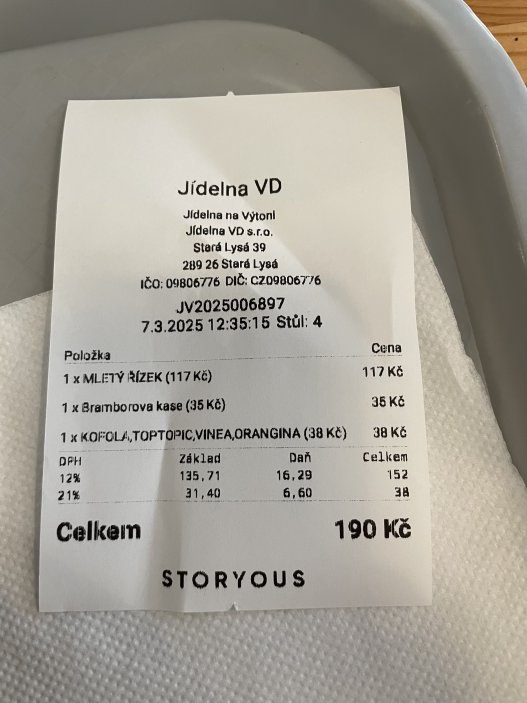 Jídelna VD
Jídelna na Výtoni
Jídelna VD s.r.o.
Stará Lysá 39
289 26 Stará Lysá
IČO: 09806776 DIČ: CZ09806776
JV2025006897
7.3.2025 12:35:15 Stůl: 4
Položka Cena
1 x MLETÝ ŘÍZEK (117 Kč) 117 Kč
1 x Bramborova kase (35 Kč) 35 Kč
1 x KOFOLA,TOPTOPIC,VINEA,ORANGINA (38 Kč) 38 Kč
DPH Základ Daň Celkem
12% 135,71 16,29 152
21% 31,40 6,60 38
Celkem 190 Kč
STORYOUS